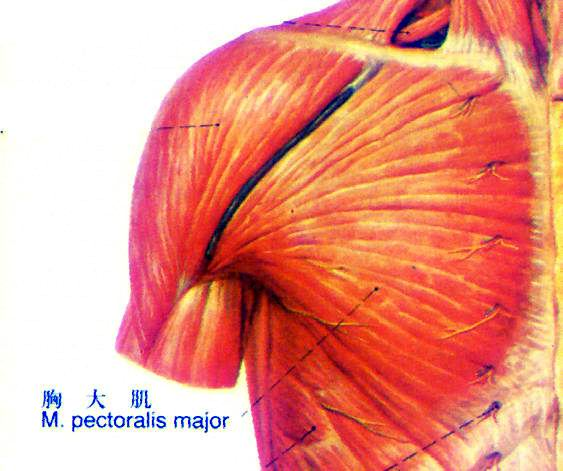 胸 大 肌
M. pectoralis major